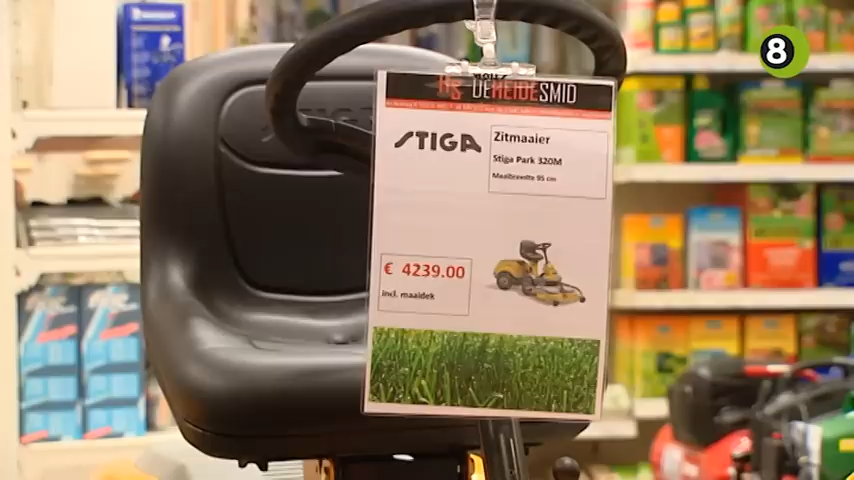 8
DEHEIDESMID
STIGA
Zitmaaier
Stiga Park 320M
Maaibreedte 95 cm
€ 4239.00
incl. maaidek